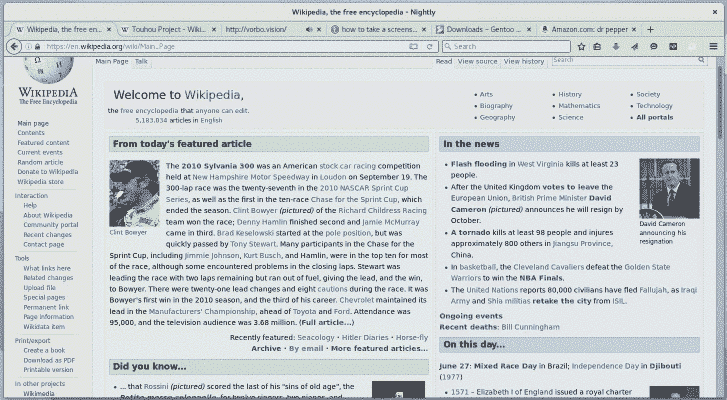 Wikipedia, the free encyclopedia - Nightly
Wikipedia, the free en...
Touhou Project - Wiki...
http://vorbo.vision/
how to take a screens...
Downloads – Gentoo ...
Amazon.com: dr pepper
https://en.wikipedia.org/wiki/Main_Page
Search
WIKIPEDIA
The Free Encyclopedia
Main page
Contents
Featured content
Current events
Random article
Donate to Wikipedia
Wikipedia store
Interaction
Help
About Wikipedia
Community portal
Recent changes
Contact page
Tools
What links here
Related changes
Upload file
Special pages
Permanent link
Page information
Wikidata item
Print/export
Create a book
Download as PDF
Printable version
In other projects
Wikimedia
Main Page Talk
Read View source View history Search
Welcome to Wikipedia,
the free encyclopedia that anyone can edit.
5,183,034 articles in English
• Arts
• Biography
• Geography
• History
• Mathematics
• Science
• Society
• Technology
• All portals
From today's featured article
The 2010 Sylvania 300 was an American stock car racing competition
held at New Hampshire Motor Speedway in Loudon on September 19. The
300-lap race was the twenty-seventh in the 2010 NASCAR Sprint Cup
Series, as well as the first in the ten-race Chase for the Sprint Cup, which
ended the season. Clint Bowyer (pictured) of the Richard Childress Racing
team won the race; Denny Hamlin finished second and Jamie McMurray
came in third. Brad Keselowski started at the pole position, but was
quickly passed by Tony Stewart. Many participants in the Chase for the
Sprint Cup, including Jimmie Johnson, Kurt Busch, and Hamlin, were in the top ten for most
of the race, although some encountered problems in the closing laps. Stewart was
leading the race with two laps remaining but ran out of fuel, giving the lead, and the win,
to Bowyer. There were twenty-one lead changes and eight cautions during the race. It was
Bowyer's first win in the 2010 season, and the third of his career. Chevrolet maintained its
lead in the Manufacturers' Championship, ahead of Toyota and Ford. Attendance was
95,000, and the television audience was 3.68 million. (Full article...)
Clint Bowyer
Recently featured: Seacology • Hitler Diaries • Horse-fly
Archive • By email • More featured articles...
Did you know...
• ... that Rossini (pictured) scored the last of his "sins of old age", the
In the news
• Flash flooding in West Virginia kills at least 23
people.
• After the United Kingdom votes to leave the
European Union, British Prime Minister David
Cameron (pictured) announces he will resign by
October.
• A tornado kills at least 98 people and injures
approximately 800 others in Jiangsu Province,
China.
• In basketball, the Cleveland Cavaliers defeat the Golden State
Warriors to win the NBA Finals.
• The United Nations reports 80,000 civilians have fled Fallujah, as Iraqi
Army and Shia militias retake the city from ISIL.
David Cameron
announcing his
resignation
Ongoing events
Recent deaths: Bill Cunningham
On this day...
June 27: Mixed Race Day in Brazil; Independence Day in Djibouti
(1977)
• 1571 – Elizabeth I of England issued a royal charter